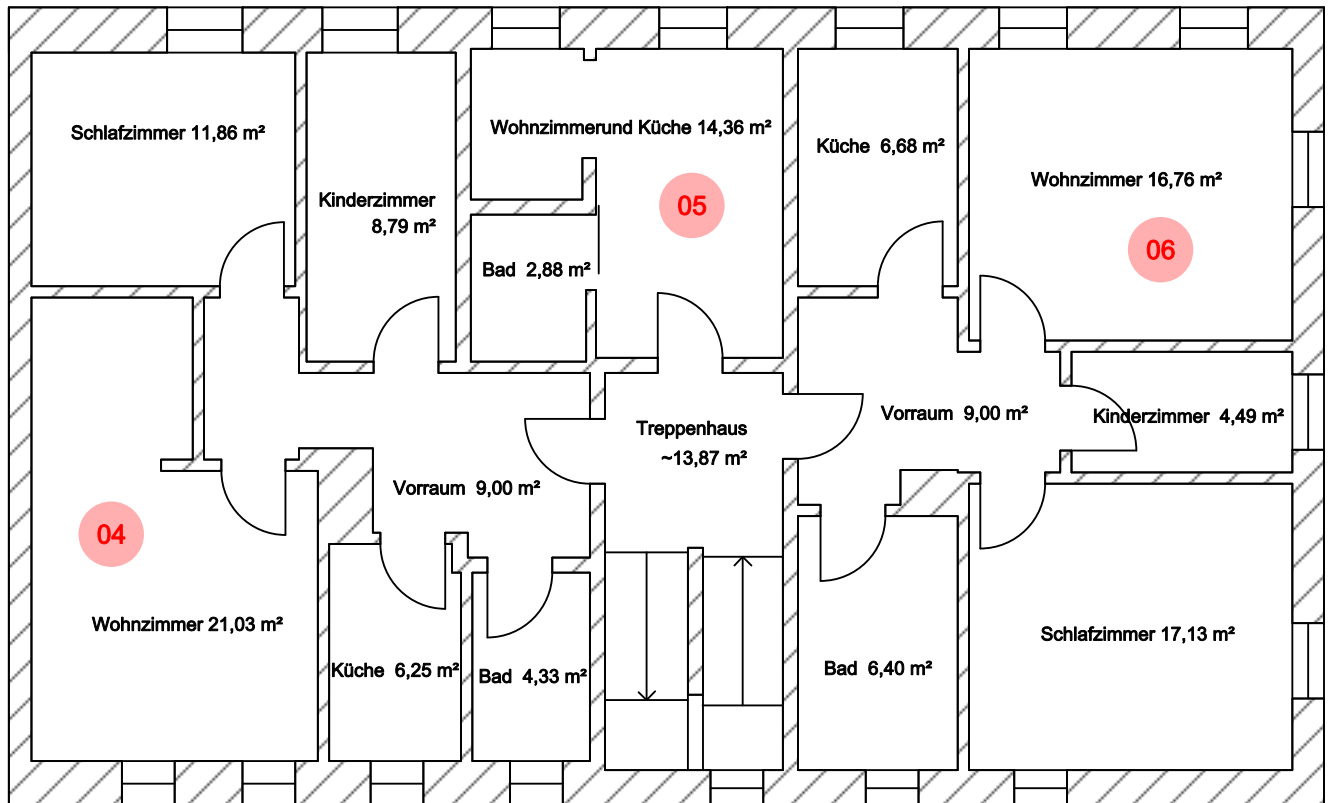 Schlafzimmer 11,86 m²
Wohnzimmerund Küche 14,36 m²
Küche 6,68 m²
Wohnzimmer 16,76 m²
Kinderzimmer
8,79 m²
05
06
Bad 2,88 m²
Vorraum 9,00 m²
Kinderzimmer 4,49 m²
Treppenhaus
~13,87 m²
Vorraum 9,00 m²
04
Wohnzimmer 21,03 m²
Küche 6,25 m²
Bad 4,33 m²
Bad 6,40 m²
Schlafzimmer 17,13 m²